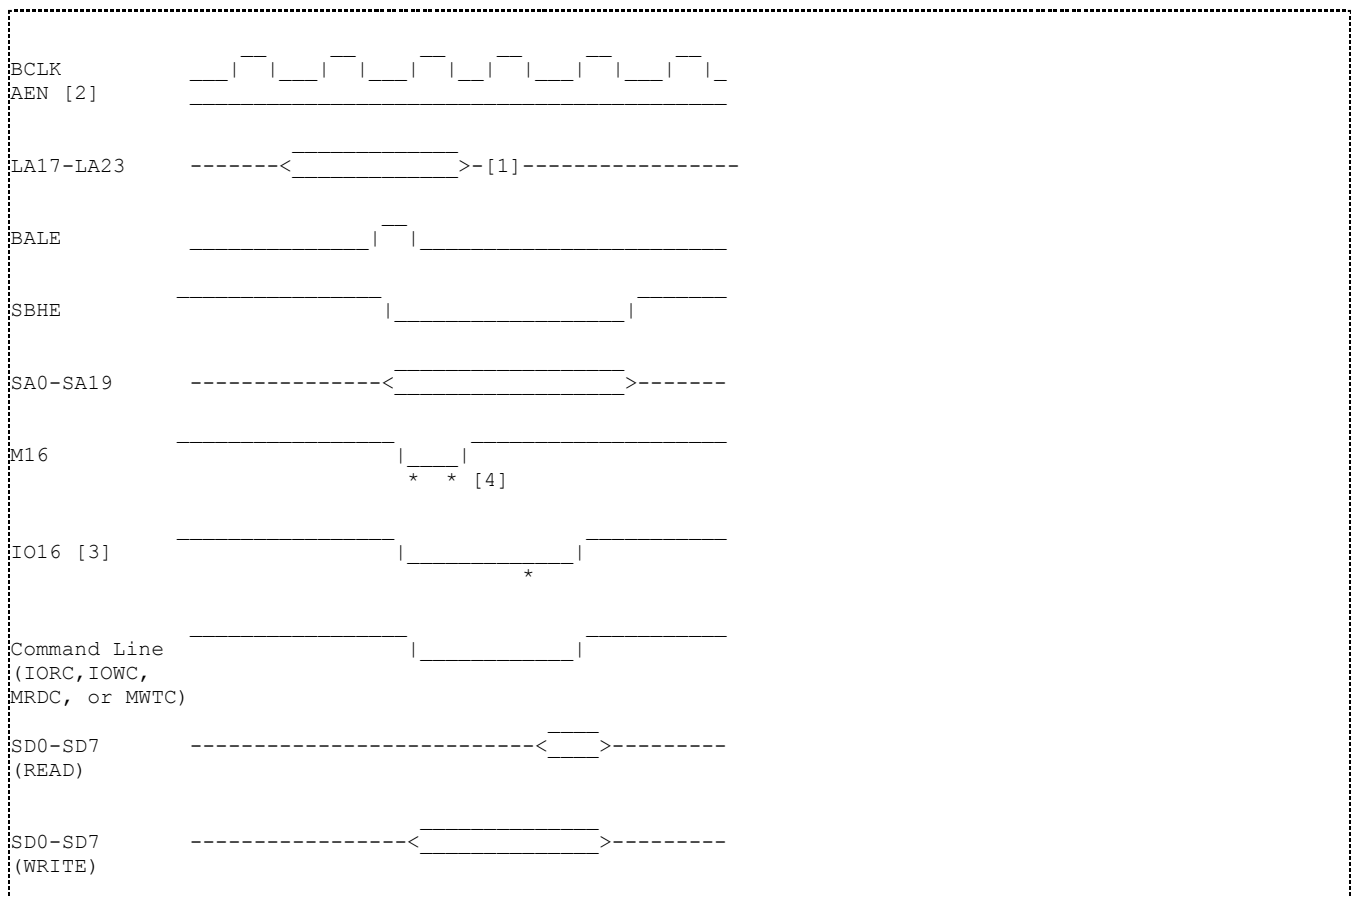 BCLK
AEN [2]
LA17-LA23 [1]
BALE
SBHE
SA0-SA19
M16
* * [4]
IO16 [3]
*
Command Line
(IORC,IOWC,
MRDC, or MWTC)
SD0-SD7
(READ)
SD0-SD7
(WRITE)